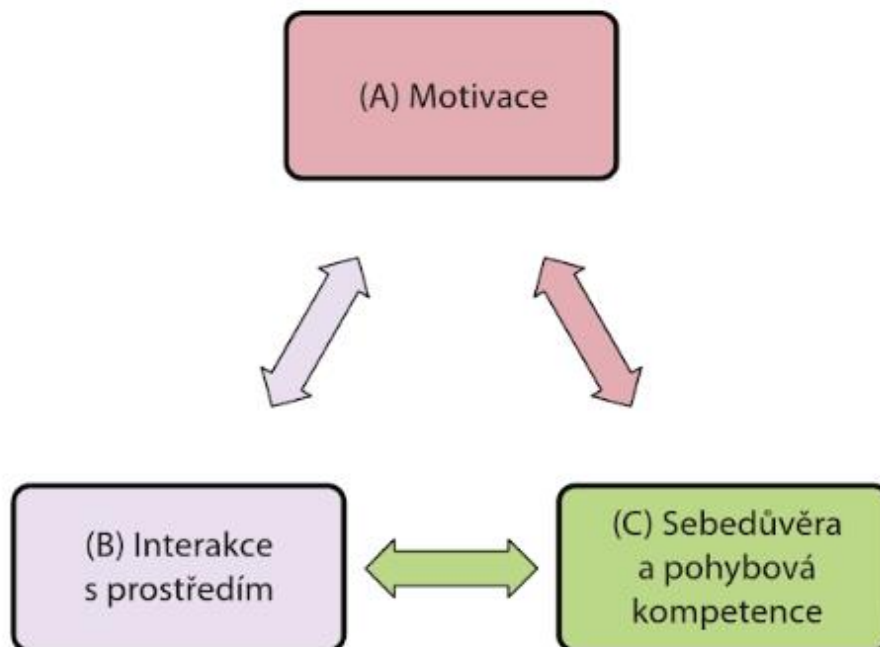 (A) Motivace
(B) Interakce
s prostředím
(C) Sebedůvěra
a pohybová
kompetence